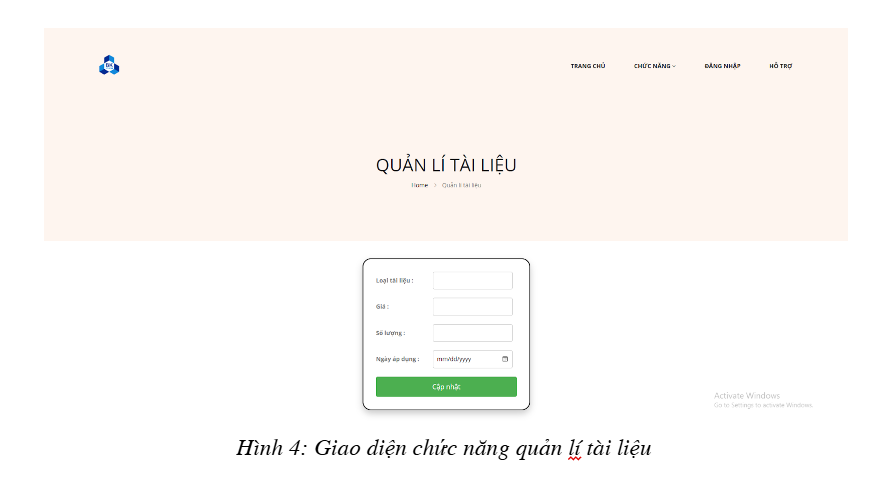 BK
TRANG CHỦ CHỨC NĂNG ĐĂNG NHẬP HỖ TRỢ
QUẢN LÍ TÀI LIỆU
Home › Quản lí tài liệu
Loại tài liệu :
Giá :
Số lượng :
Ngày áp dụng : mm/dd/yyyy
Cập nhật
Activate Windows
Go to Settings to activate Windows.
Hình 4: Giao diện chức năng quản lí tài liệu